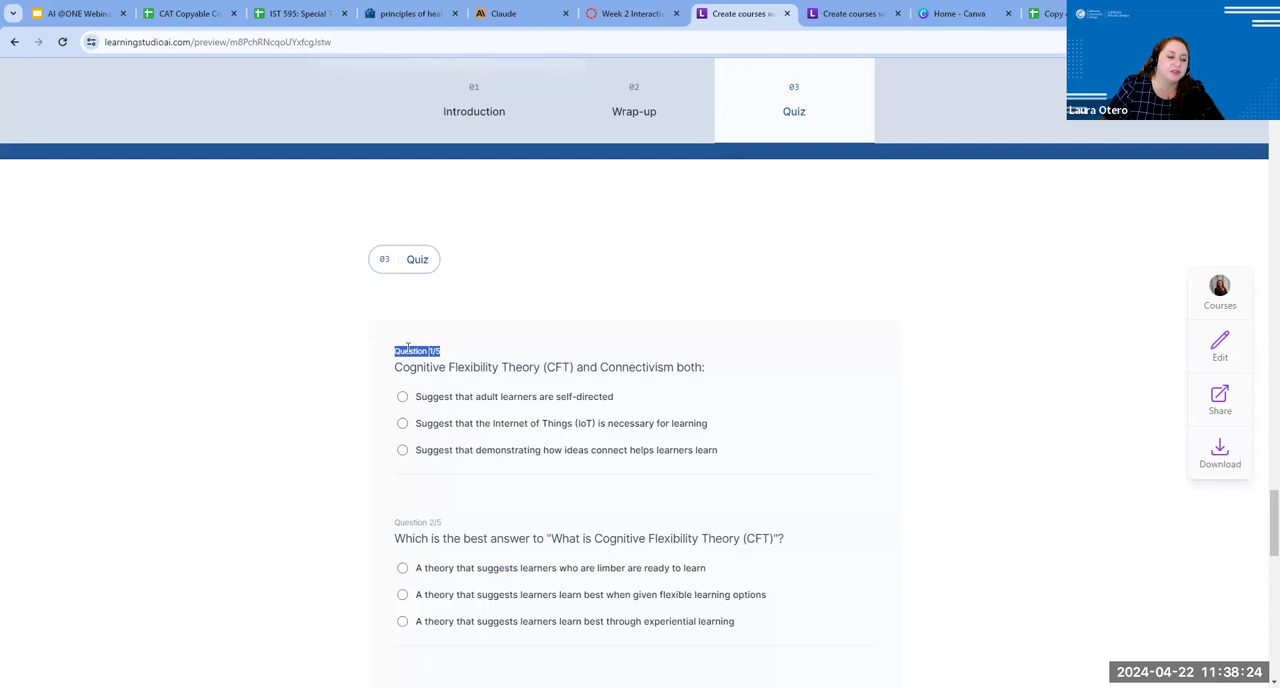 AI @ONE Webin
CAT Copyable Co
IST 595: Special T
Principles of heal
Claude
Week 2 Interacti
Create courses w
Create courses w
Home - Canva
Copy
learningstudioai.com/preview/m8PchRNcqoUYxfcgJstw
Laura Otero
01
Introduction
02
Wrap-up
03
Quiz
03 Quiz
Question 1/5
Cognitive Flexibility Theory (CFT) and Connectivism both:
Suggest that adult learners are self-directed
Suggest that the Internet of Things (IoT) is necessary for learning
Suggest that demonstrating how ideas connect helps learners learn
Question 2/5
Which is the best answer to "What is Cognitive Flexibility Theory (CFT)"?
A theory that suggests learners who are limber are ready to learn
A theory that suggests learners learn best when given flexible learning options
A theory that suggests learners learn best through experiential learning
Courses
Edit
Share
Download
2024-04-22 11:38:24